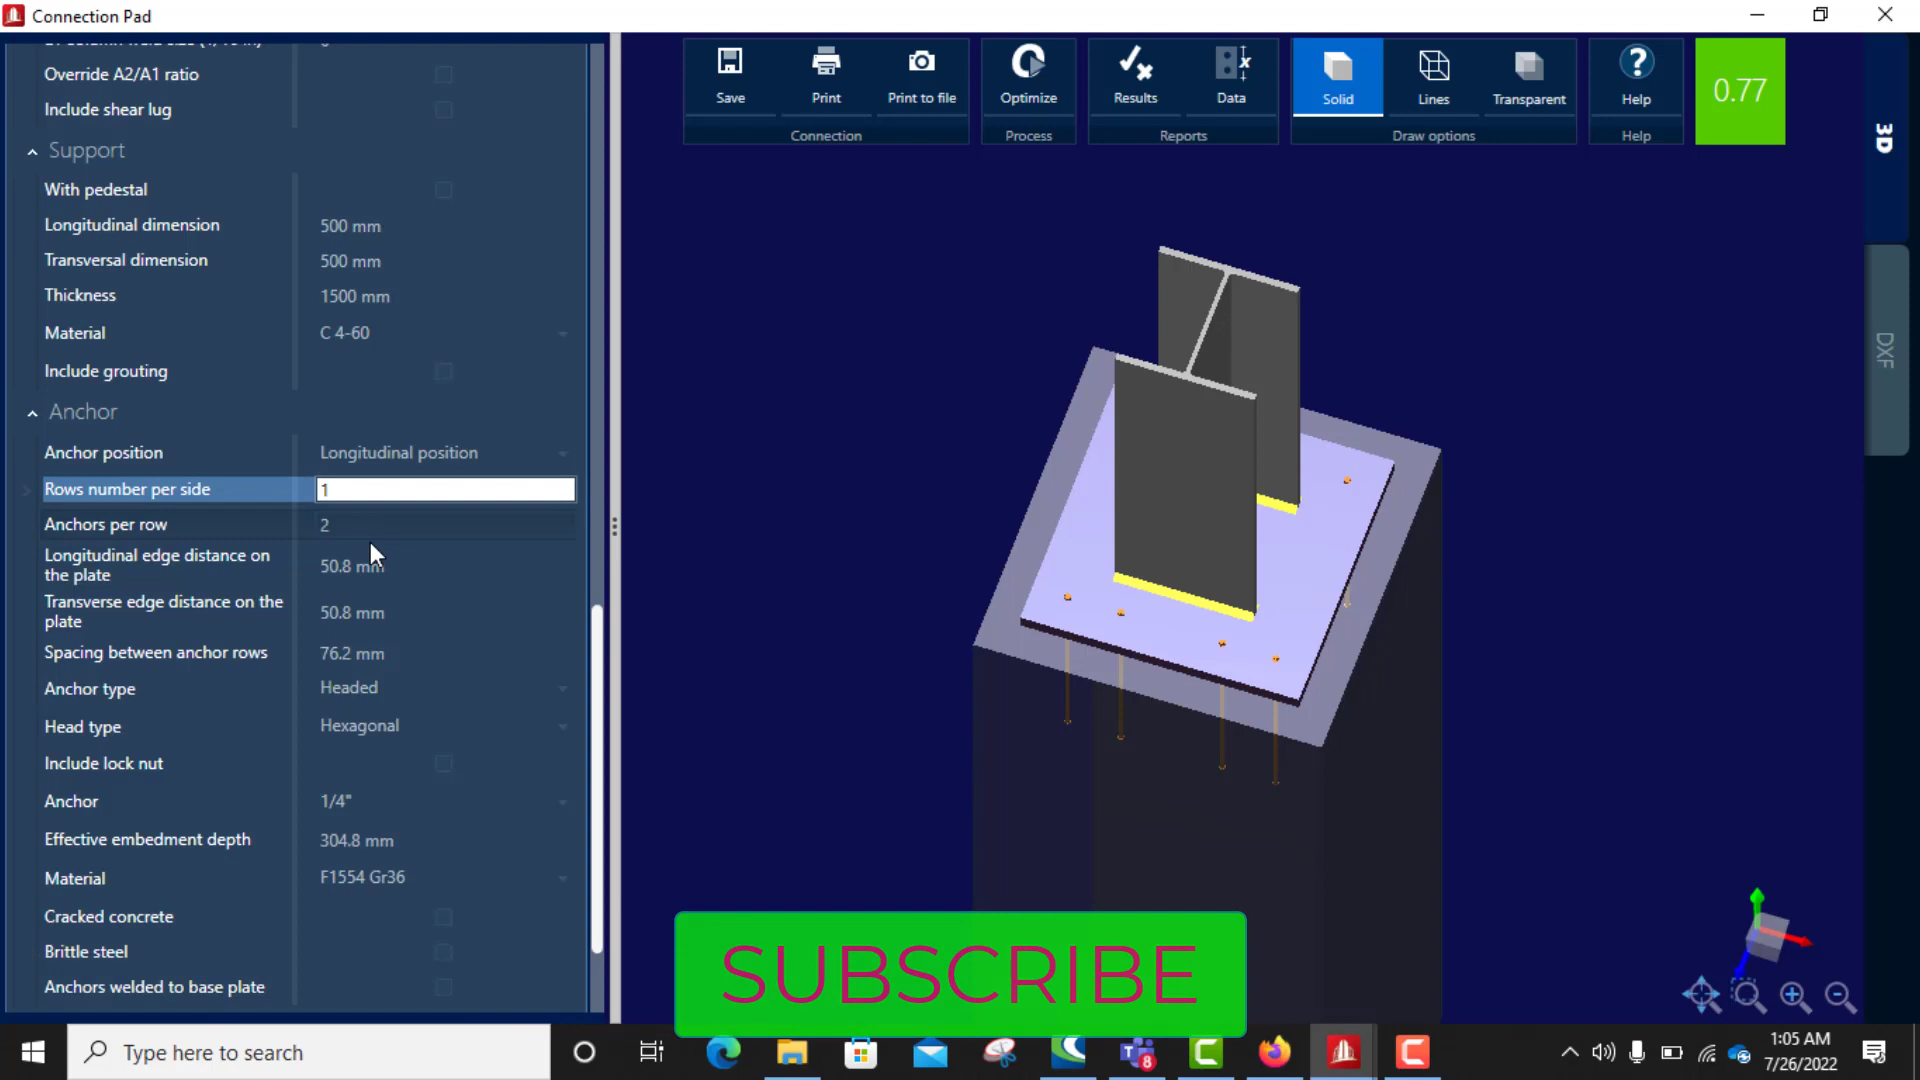 Connection Pad
Override A2/A1 ratio
Include shear lug
Support
With pedestal
Longitudinal dimension 500 mm
Transversal dimension 500 mm
Thickness 1500 mm
Material C 4-60
Include grouting
Anchor
Anchor position Longitudinal position
Rows number per side 1
Anchors per row 2
Longitudinal edge distance on
the plate 50.8 mm
Transverse edge distance on the
plate 50.8 mm
Spacing between anchor rows 76.2 mm
Anchor type Headed
Head type Hexagonal
Include lock nut
Anchor 1/4"
Effective embedment depth 304.8 mm
Material F1554 Gr36
Cracked concrete
Brittle steel
Anchors welded to base plate
Save Print Print to file Optimize Results Data Solid Lines Transparent Help
Connection Process Reports Draw options Help
0.77
3D
DXF
SUBSCRIBE
Type here to search
8
1:05 AM
7/26/2022